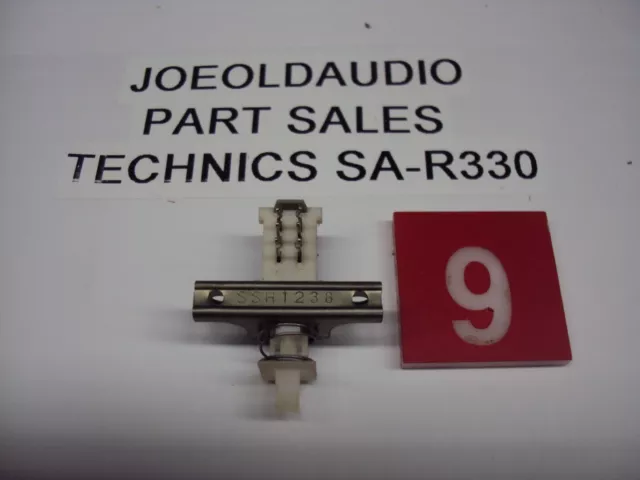 JOEOLDAUDIO
PART SALES
TECHNICS SA-R330
SSH1238
9